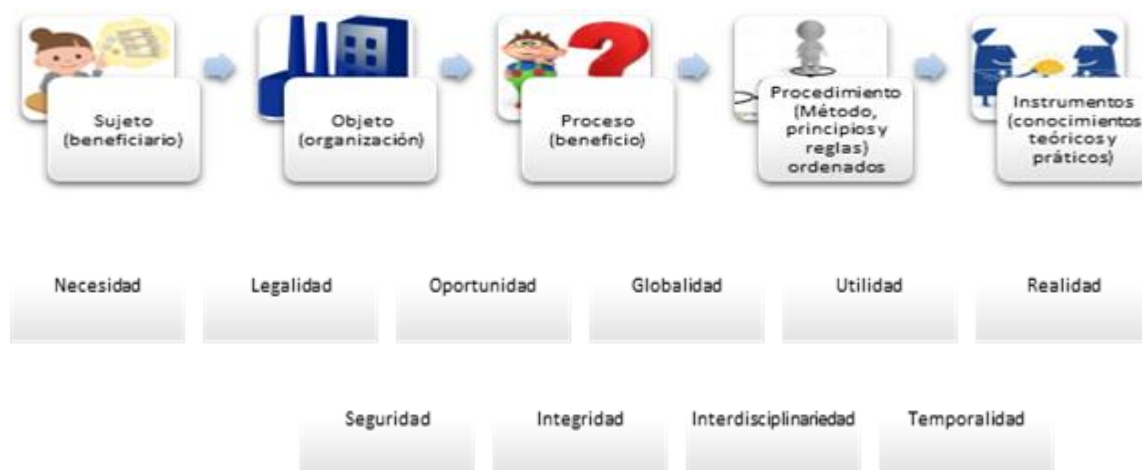 Sujeto
(beneficiario)
Objeto
(organización)
Proceso
(beneficio)
Procedimiento
(Método,
principios y
reglas)
ordenados
Instrumentos
(conocimientos
teóricos y
práticos)
Necesidad
Legalidad
Oportunidad
Globalidad
Utilidad
Realidad
Seguridad
Integridad
Interdisciplinariedad
Temporalidad